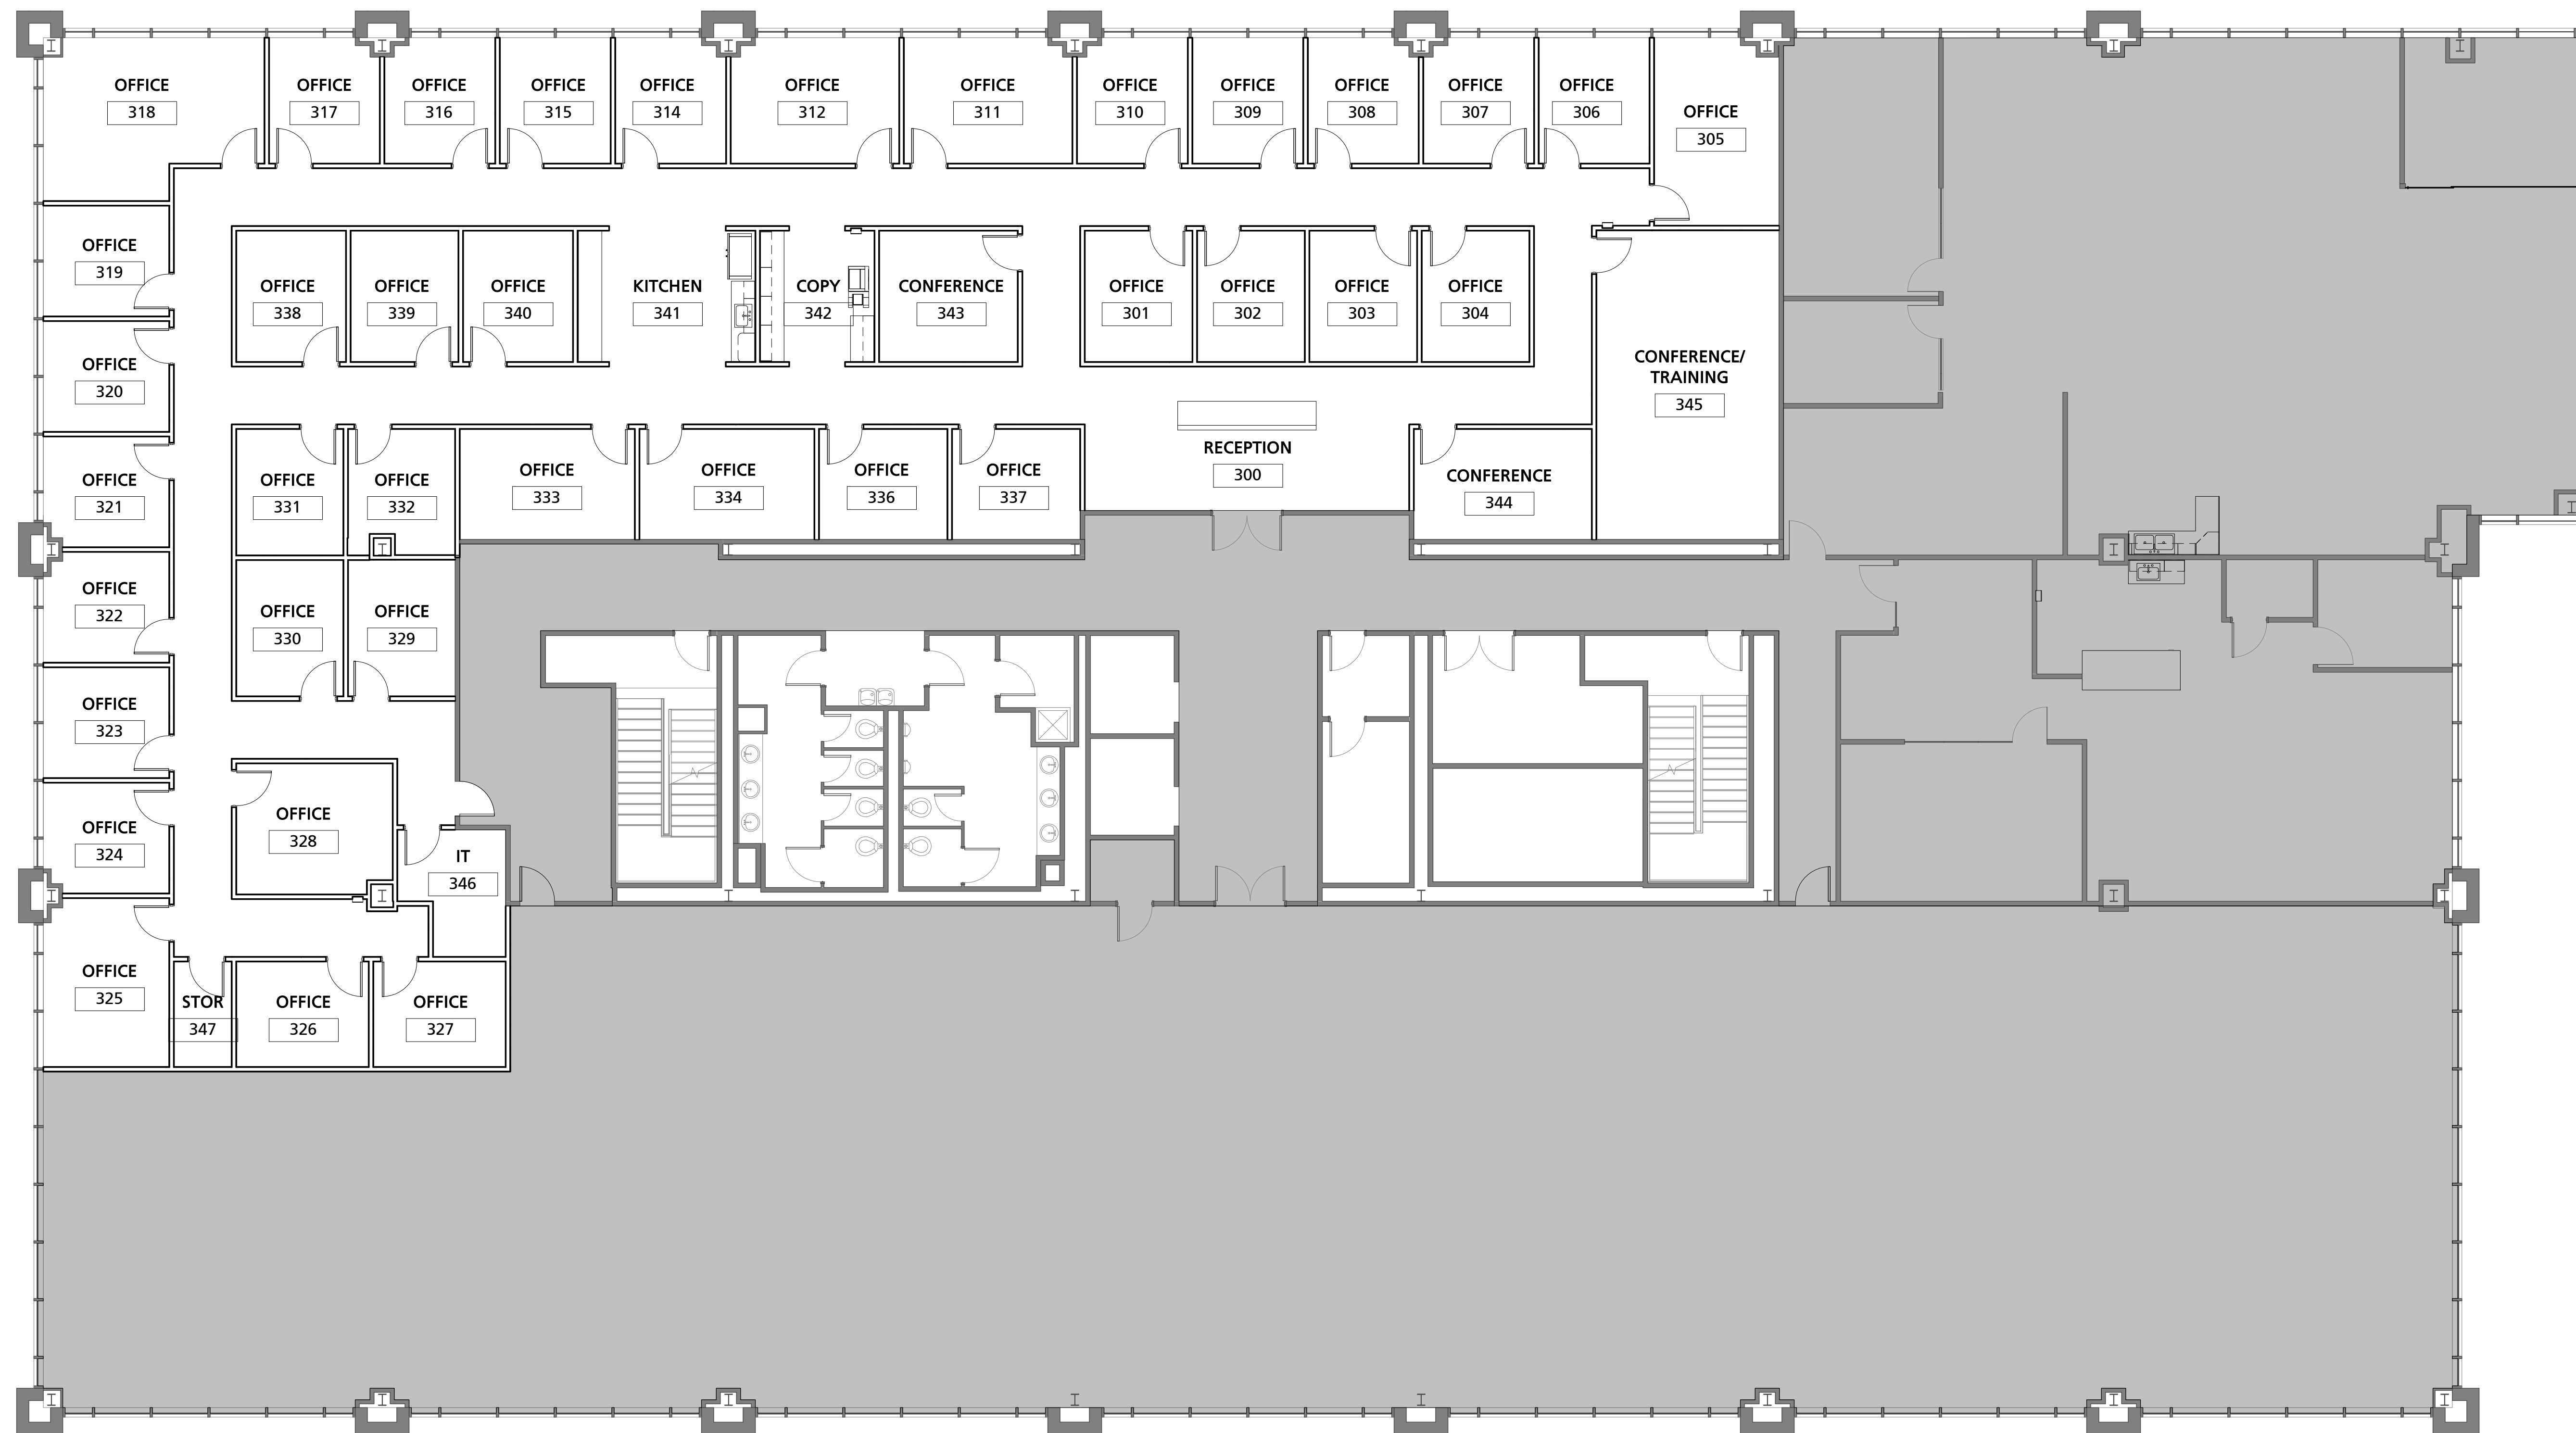 OFFICE
318
OFFICE
317
OFFICE
316
OFFICE
315
OFFICE
314
OFFICE
312
OFFICE
311
OFFICE
310
OFFICE
309
OFFICE
308
OFFICE
307
OFFICE
306
OFFICE
305
OFFICE
319
OFFICE
338
OFFICE
339
OFFICE
340
KITCHEN
341
COPY
342
CONFERENCE
343
OFFICE
301
OFFICE
302
OFFICE
303
OFFICE
304
OFFICE
320
CONFERENCE/
TRAINING
345
OFFICE
321
OFFICE
331
OFFICE
332
OFFICE
333
OFFICE
334
OFFICE
336
OFFICE
337
RECEPTION
300
CONFERENCE
344
OFFICE
322
OFFICE
330
OFFICE
329
OFFICE
323
OFFICE
324
OFFICE
328
IT
346
OFFICE
325
STOR
347
OFFICE
326
OFFICE
327